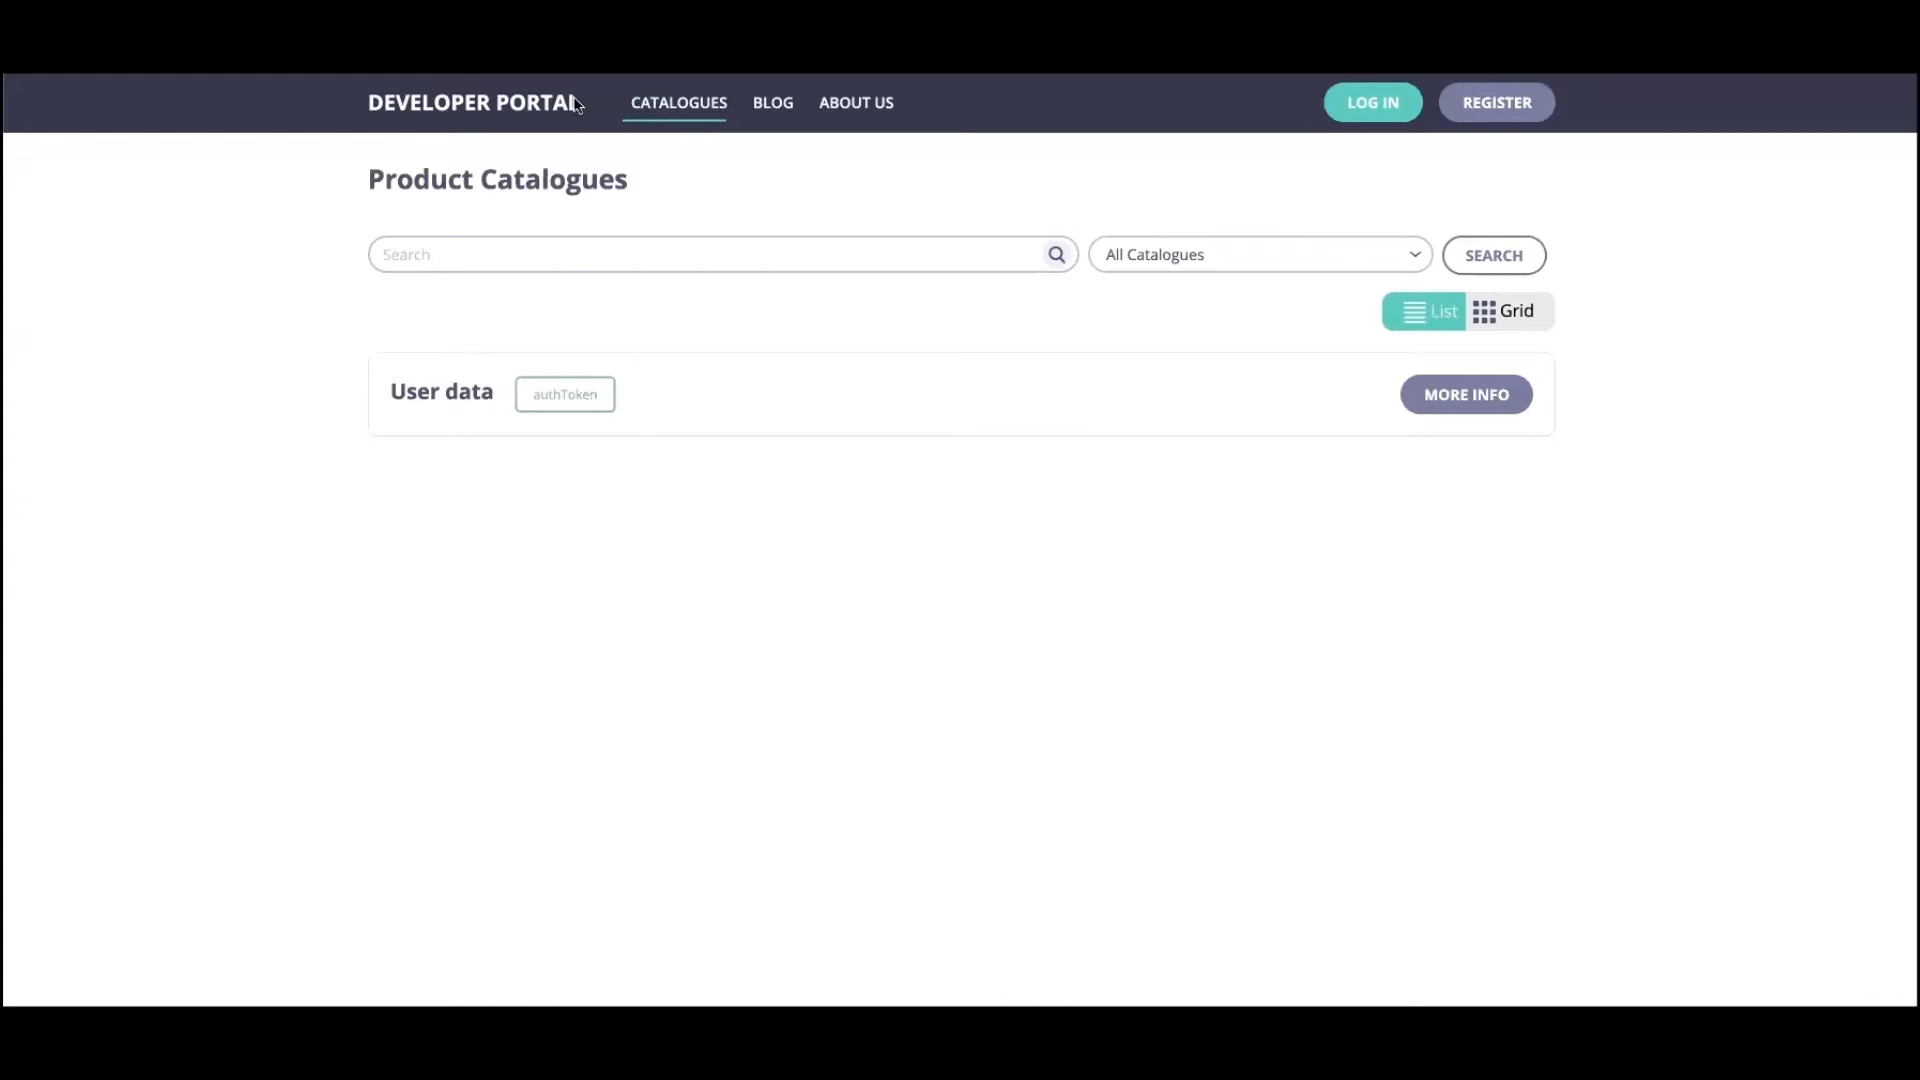 DEVELOPER PORTAL CATALOGUES BLOG ABOUT US LOG IN REGISTER
Product Catalogues
Search All Catalogues SEARCH
List Grid
User data authToken MORE INFO